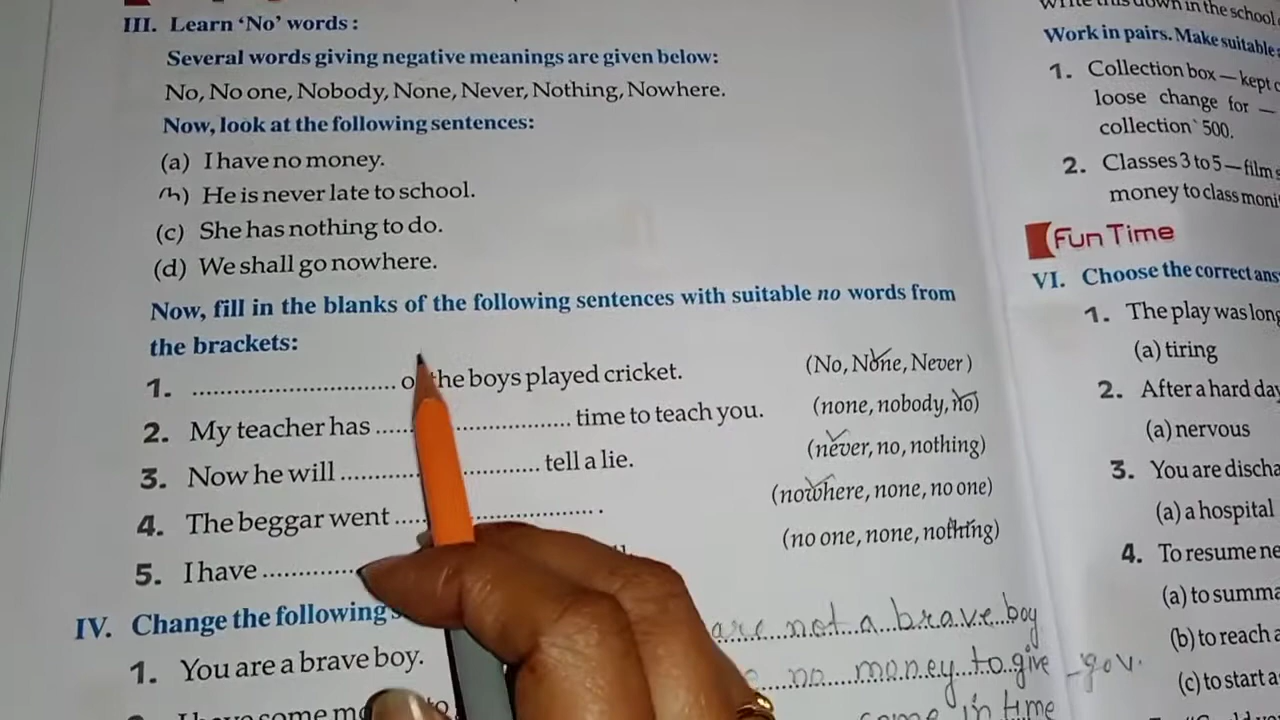 III. Learn 'No' words :
Several words giving negative meanings are given below:
No, No one, Nobody, None, Never, Nothing, Nowhere.
Now, look at the following sentences:
(a) I have no money.
(b) He is never late to school.
(c) She has nothing to do.
(d) We shall go nowhere.
Now, fill in the blanks of the following sentences with suitable no words from
the brackets:
1. .............................. of the boys played cricket. (No, None, Never)
2. My teacher has .............................. time to teach you. (none, nobody, no)
3. Now he will .............................. tell a lie. (never, no, nothing)
4. The beggar went .............................. . (nowhere, none, no one)
5. I have .............. (no one, none, nothing)
IV. Change the following
1. You are a brave boy. are not a brave boy
no money to give gov.
come in time
down in the school
Work in pairs. Make suitable
1. Collection box — kept
loose change for —
collection ` 500.
2. Classes 3 to 5 — film
money to class
Fun Time
VI. Choose the correct
1. The play was long
(a) tiring
2. After a hard
(a) nervous
3. You are
(a) a hospital
4. To resume
(a) to
(b) to reach
(c) to start a